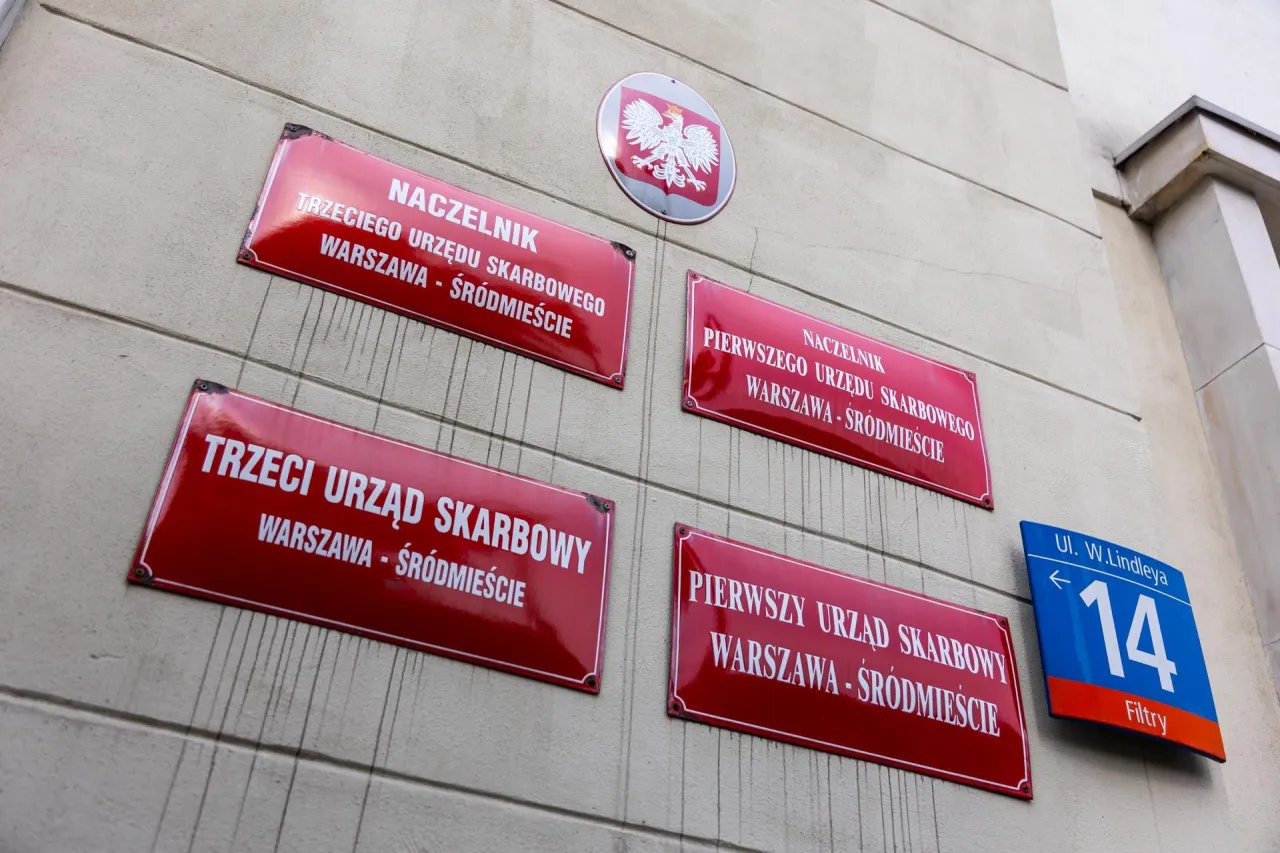 NACZELNIK
TRZECIEGO URZĘDU SKARBOWEGO
WARSZAWA - ŚRÓDMIEŚCIE
NACZELNIK
PIERWSZEGO URZĘDU SKARBOWEGO
WARSZAWA - ŚRÓDMIEŚCIE
TRZECI URZĄD SKARBOWY
WARSZAWA - ŚRÓDMIEŚCIE
PIERWSZY URZĄD SKARBOWY
WARSZAWA - ŚRÓDMIEŚCIE
Ul. W.Lindleya
← 14
Filtry